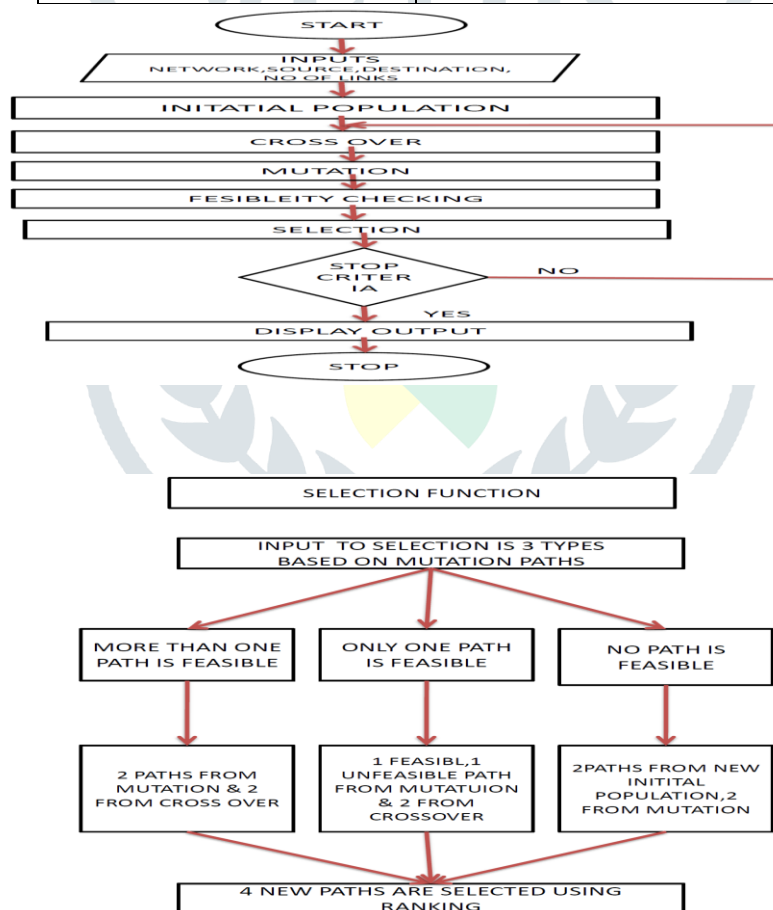 START
INPUTS
NETWORK,SOURCE,DESTINATION,
NO OF LINKS
INITATIAL POPULATION
CROSS OVER
MUTATION
FESIBLEITY CHECKING
SELECTION
STOP
CRITER
IA
NO
YES
DISPLAY OUTPUT
STOP
SELECTION FUNCTION
INPUT TO SELECTION IS 3 TYPES
BASED ON MUTATION PATHS
MORE THAN ONE
PATH IS FEASIBLE
ONLY ONE PATH
IS FEASIBLE
NO PATH IS
FEASIBLE
2 PATHS FROM
MUTATION & 2
FROM CROSS OVER
1 FEASIBL,1
UNFEASIBLE PATH
FROM MUTATUION
& 2 FROM
CROSSOVER
2PATHS FROM NEW
INITITAL
POPULATION,2
FROM MUTATION
4 NEW PATHS ARE SELECTED USING
RANKING